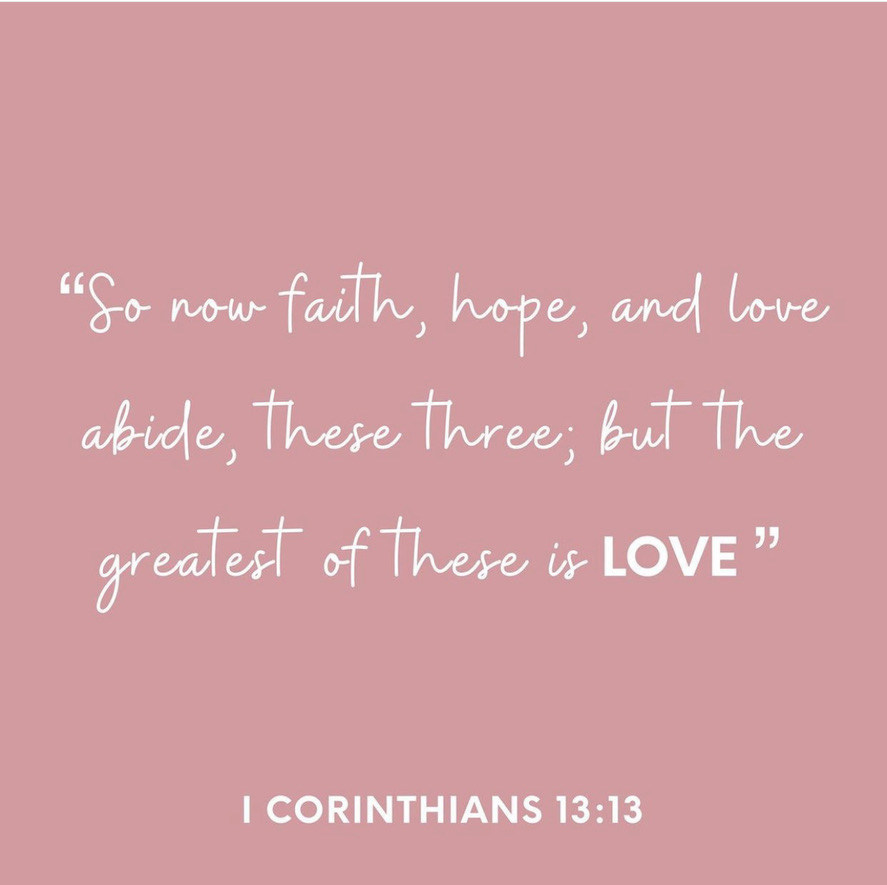 “So now faith, hope, and love
abide, these three; but the
greatest of these is LOVE ”
I CORINTHIANS 13:13